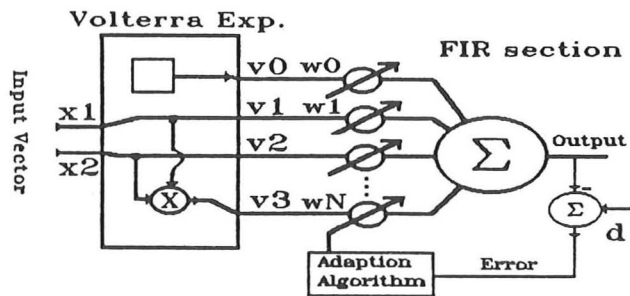 Volterra Exp.
FIR section
Input Vector
v0 w0
x1
v1 w1
x2
v2
Σ
Output
X
v3 wN
-
Σ
d
Adaption
Algorithm
Error